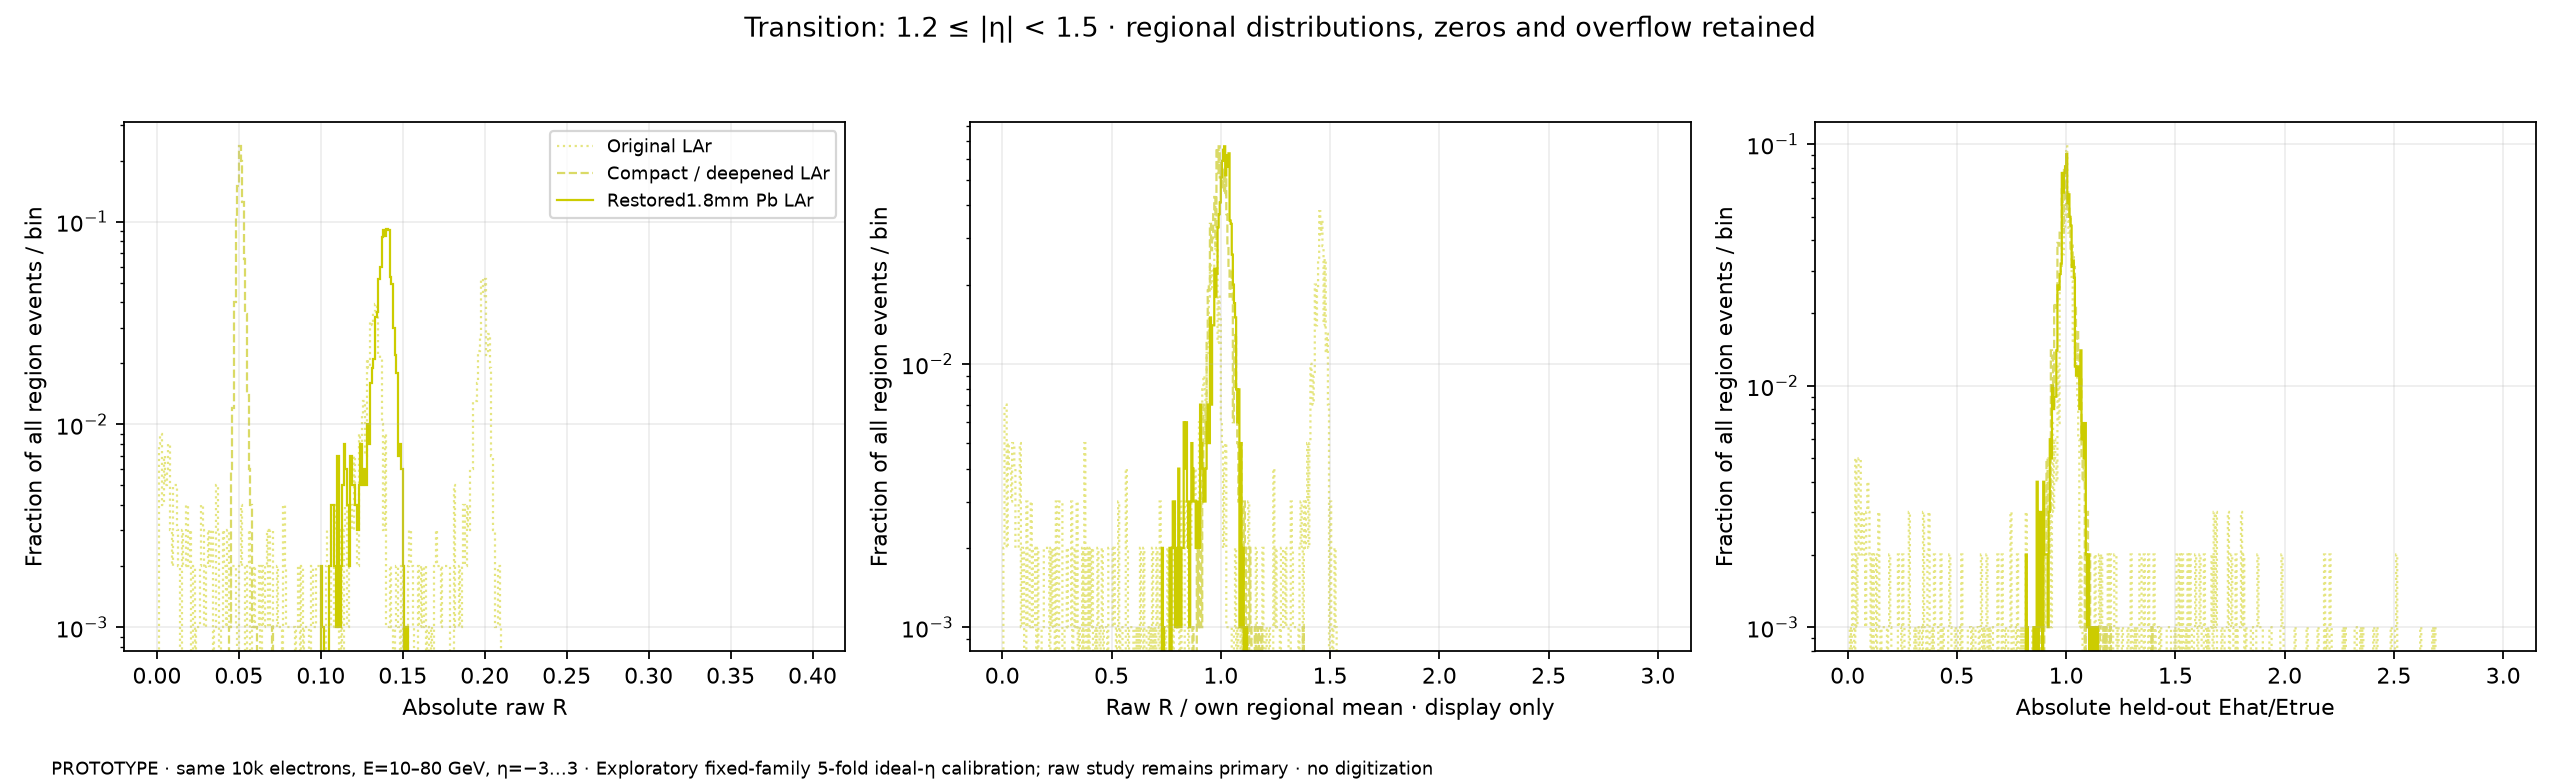 Transition: 1.2 ≤ |η| < 1.5 · regional distributions, zeros and overflow retained
Fraction of all region events / bin
10⁻¹
10⁻²
10⁻³
0.00 0.05 0.10 0.15 0.20 0.25 0.30 0.35 0.40
Absolute raw R
Original LAr
Compact / deepened LAr
Restored1.8mm Pb LAr
Fraction of all region events / bin
10⁻²
10⁻³
0.0 0.5 1.0 1.5 2.0 2.5 3.0
Raw R / own regional mean · display only
Fraction of all region events / bin
10⁻¹
10⁻²
10⁻³
0.0 0.5 1.0 1.5 2.0 2.5 3.0
Absolute held-out Ehat/Etrue
PROTOTYPE · same 10k electrons, E=10–80 GeV, η=−3…3 · Exploratory fixed-family 5-fold ideal-η calibration; raw study remains primary · no digitization